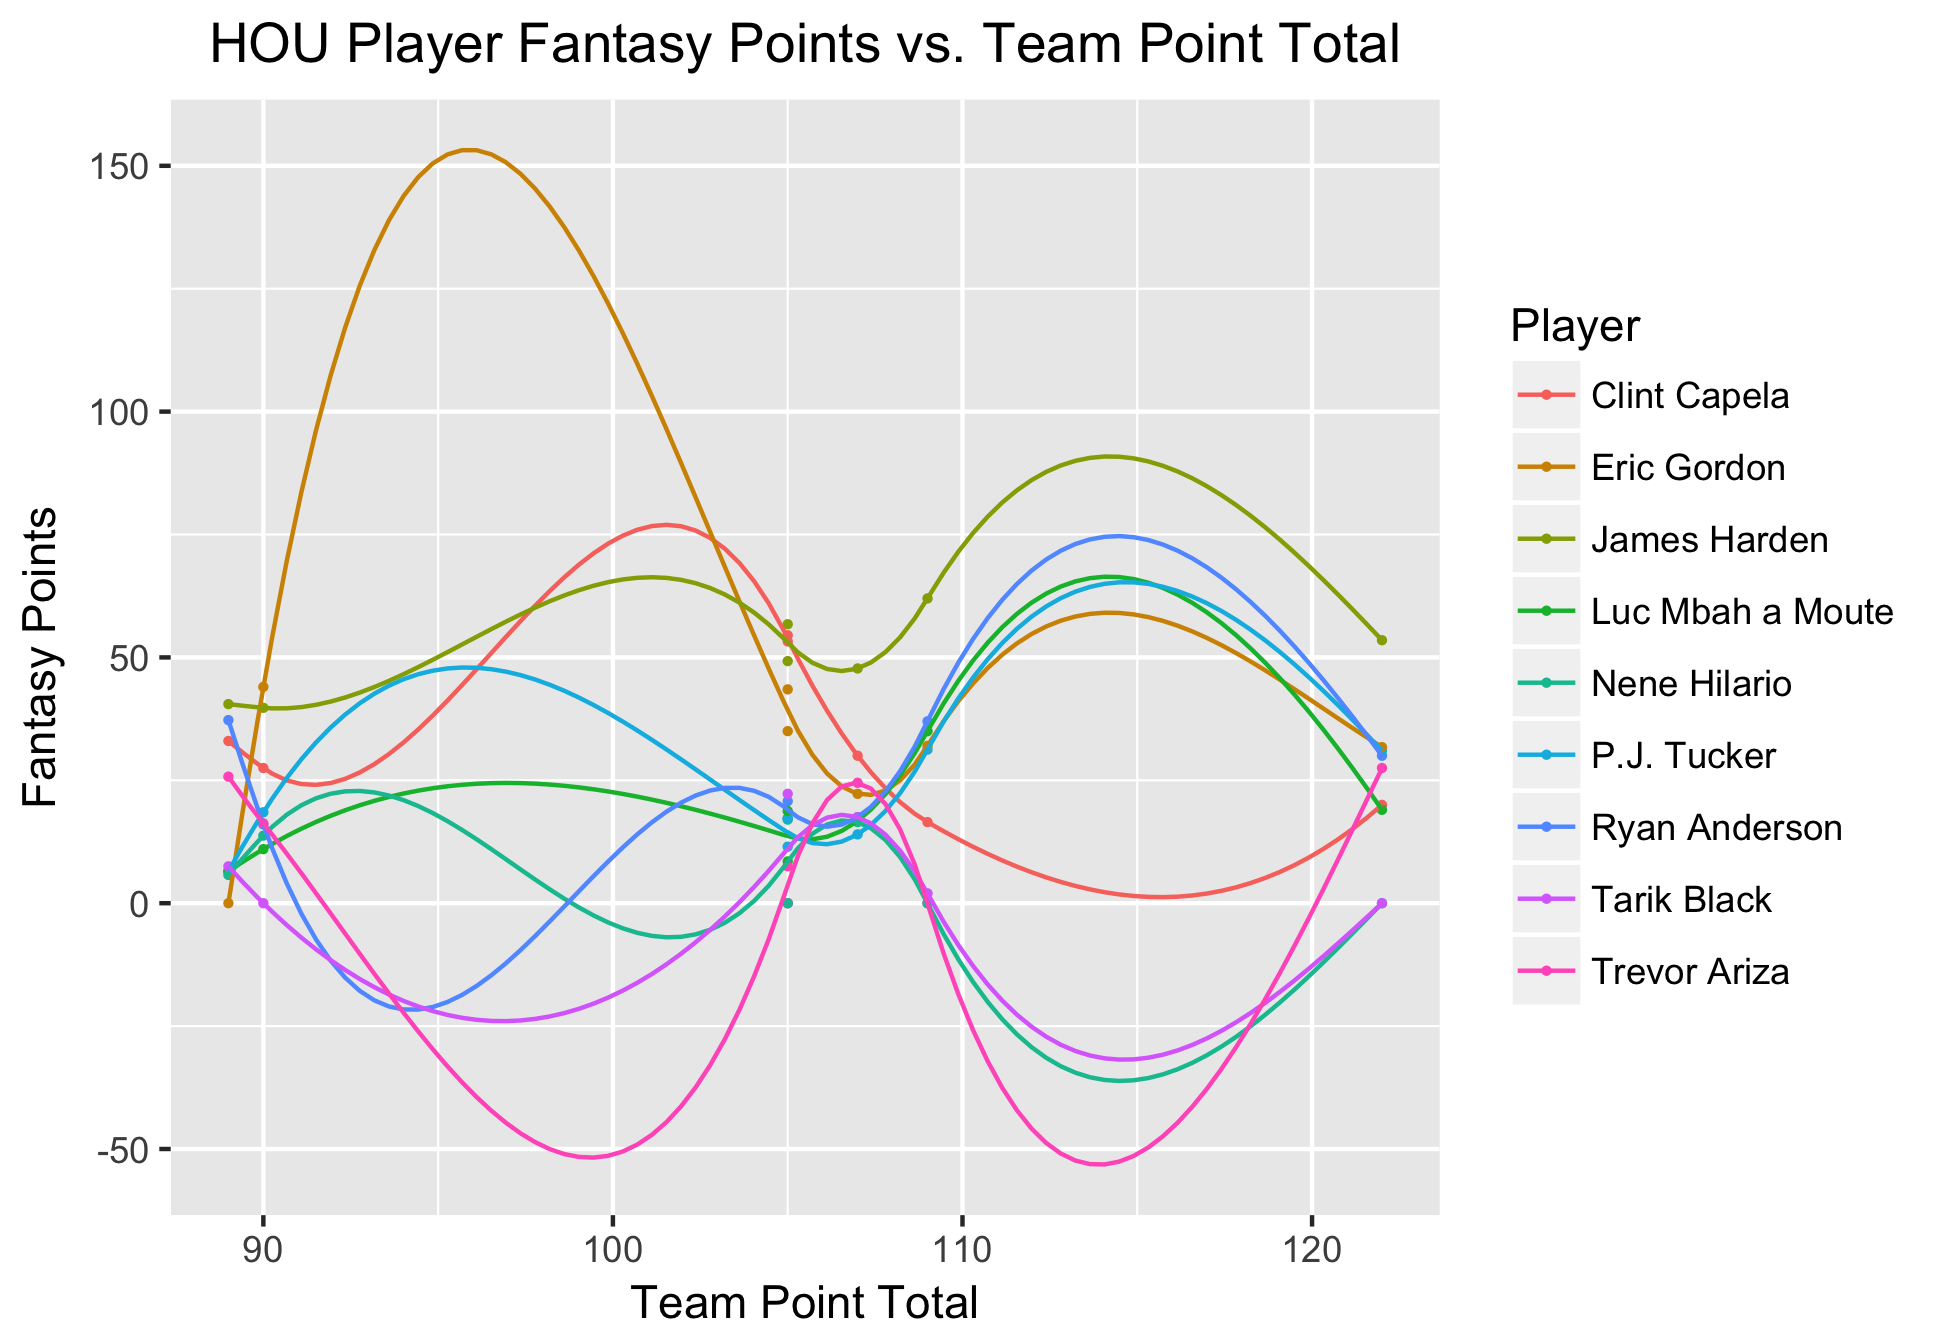 HOU Player Fantasy Points vs. Team Point Total
Fantasy Points
150
100
50
0
-50
90
100
110
120
Team Point Total
Player
Clint Capela
Eric Gordon
James Harden
Luc Mbah a Moute
Nene Hilario
P.J. Tucker
Ryan Anderson
Tarik Black
Trevor Ariza